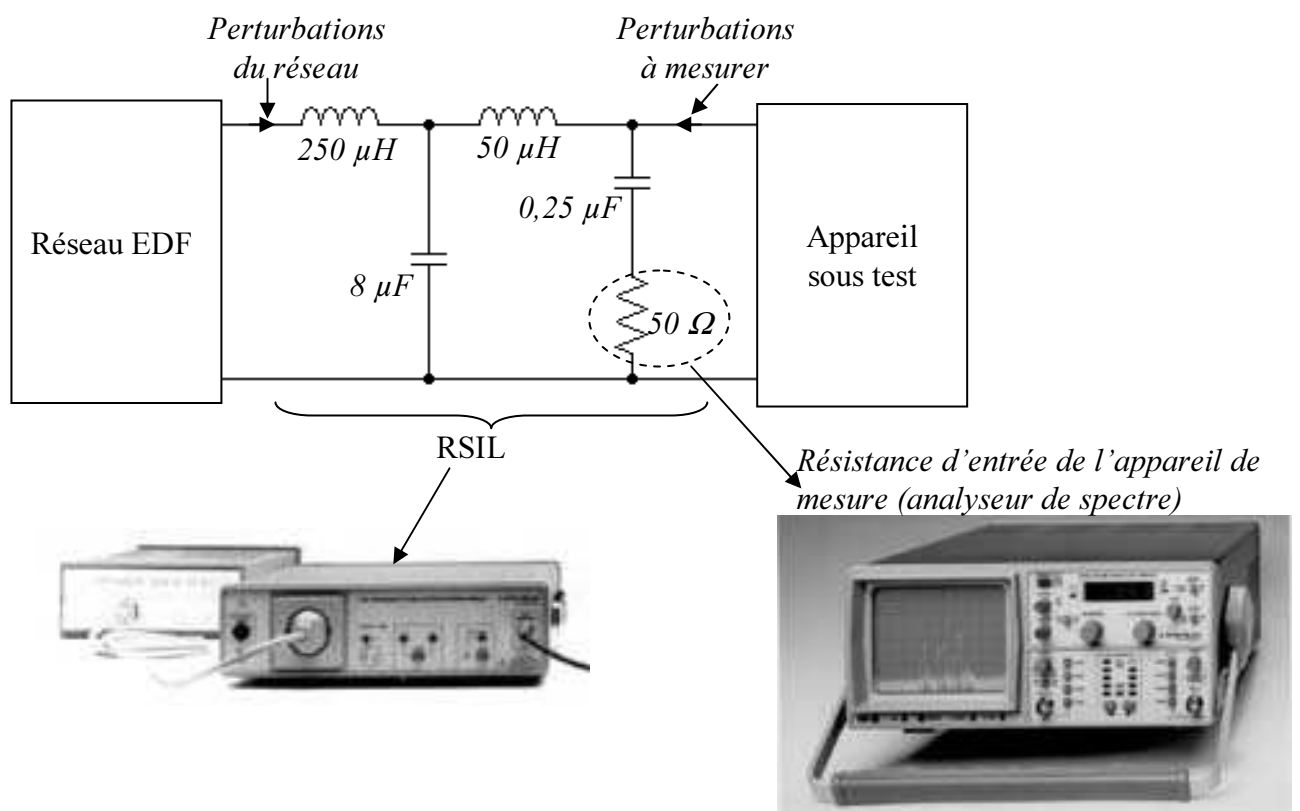 Perturbations
du réseau
Perturbations
à mesurer
250 µH
50 µH
0,25 µF
Réseau EDF
8 µF
50 Ω
Appareil
sous test
RSIL
Résistance d’entrée de l’appareil de
mesure (analyseur de spectre)